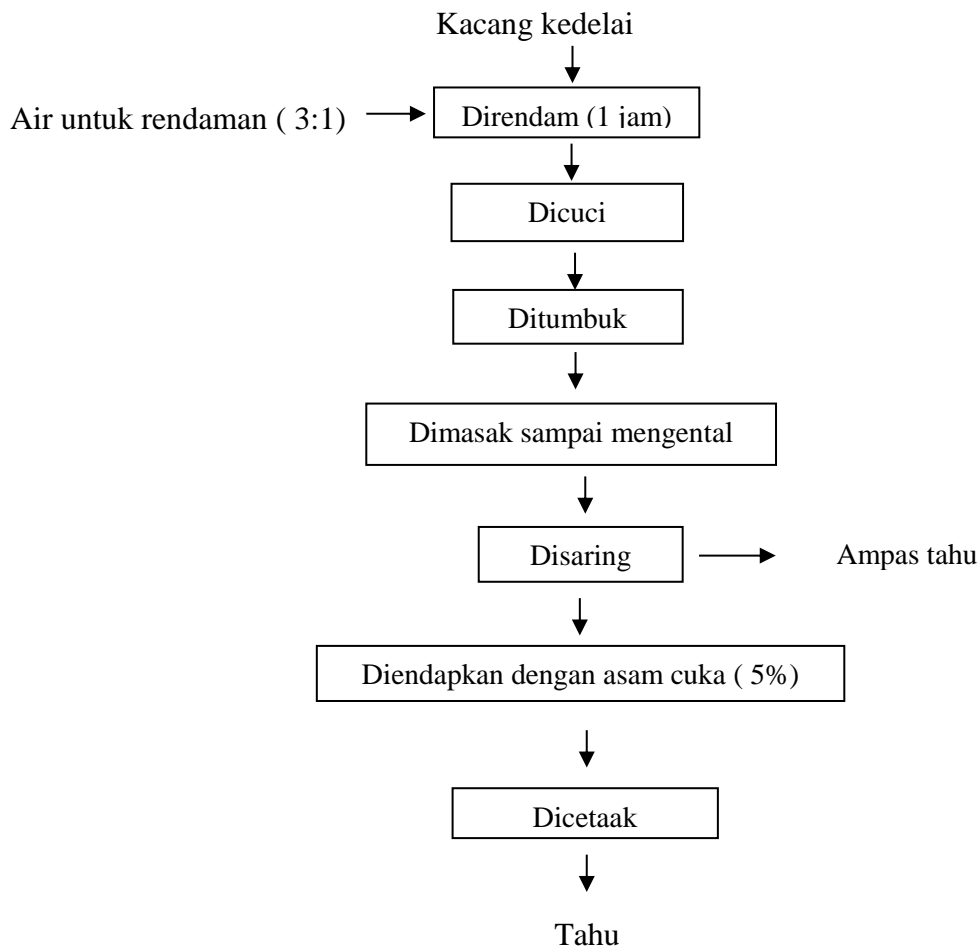 Kacang kedelai
Air untuk rendaman ( 3:1)
Direndam (1 jam)
Dicuci
Ditumbuk
Dimasak sampai mengental
Disaring
Ampas tahu
Diendapkan dengan asam cuka ( 5%)
Dicetaak
Tahu